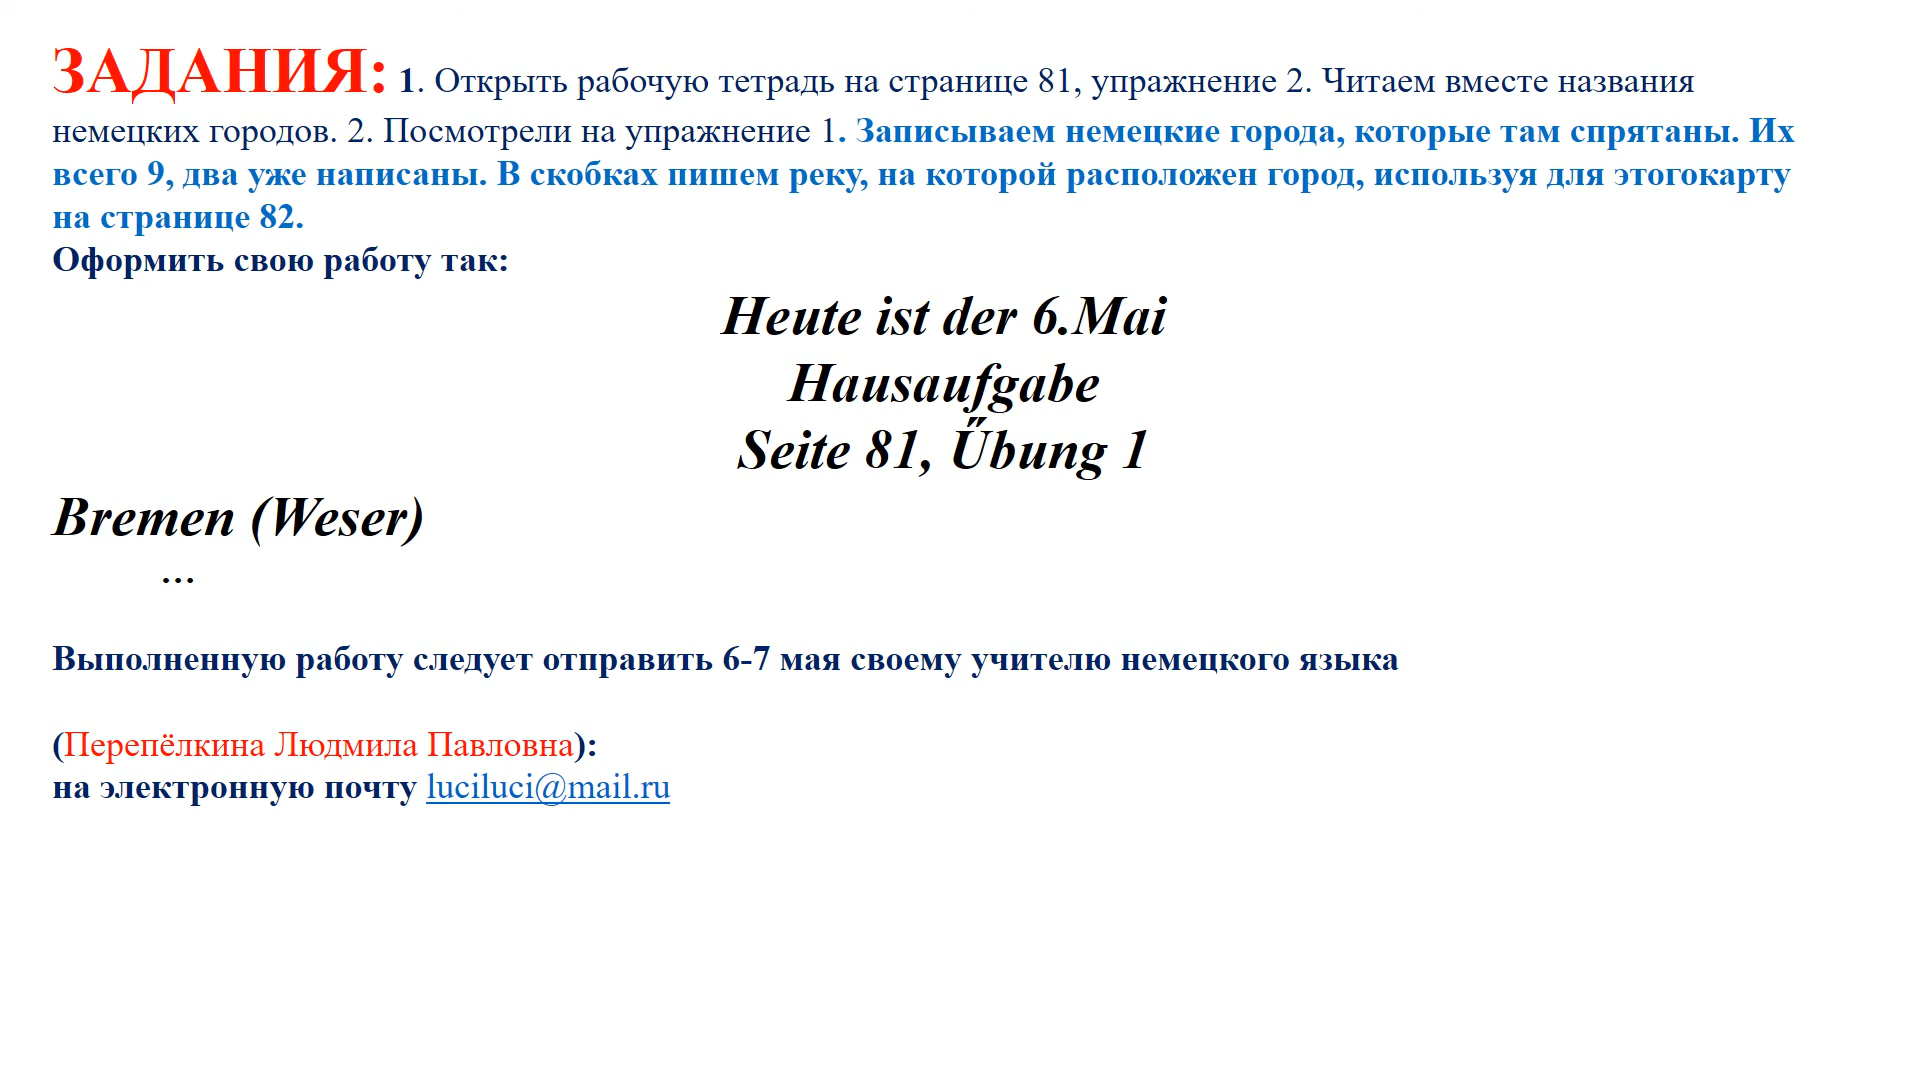 ЗАДАНИЯ: 1. Открыть рабочую тетрадь на странице 81, упражнение 2. Читаем вместе названия
немецких городов. 2. Посмотрели на упражнение 1. Записываем немецкие города, которые там спрятаны. Их
всего 9, два уже написаны. В скобках пишем реку, на которой расположен город, используя для этогокарту
на странице 82.
Оформить свою работу так:
Heute ist der 6.Mai
Hausaufgabe
Seite 81, Űbung 1
Bremen (Weser)
…
Выполненную работу следует отправить 6-7 мая своему учителю немецкого языка
(Перепёлкина Людмила Павловна):
на электронную почту luciluci@mail.ru